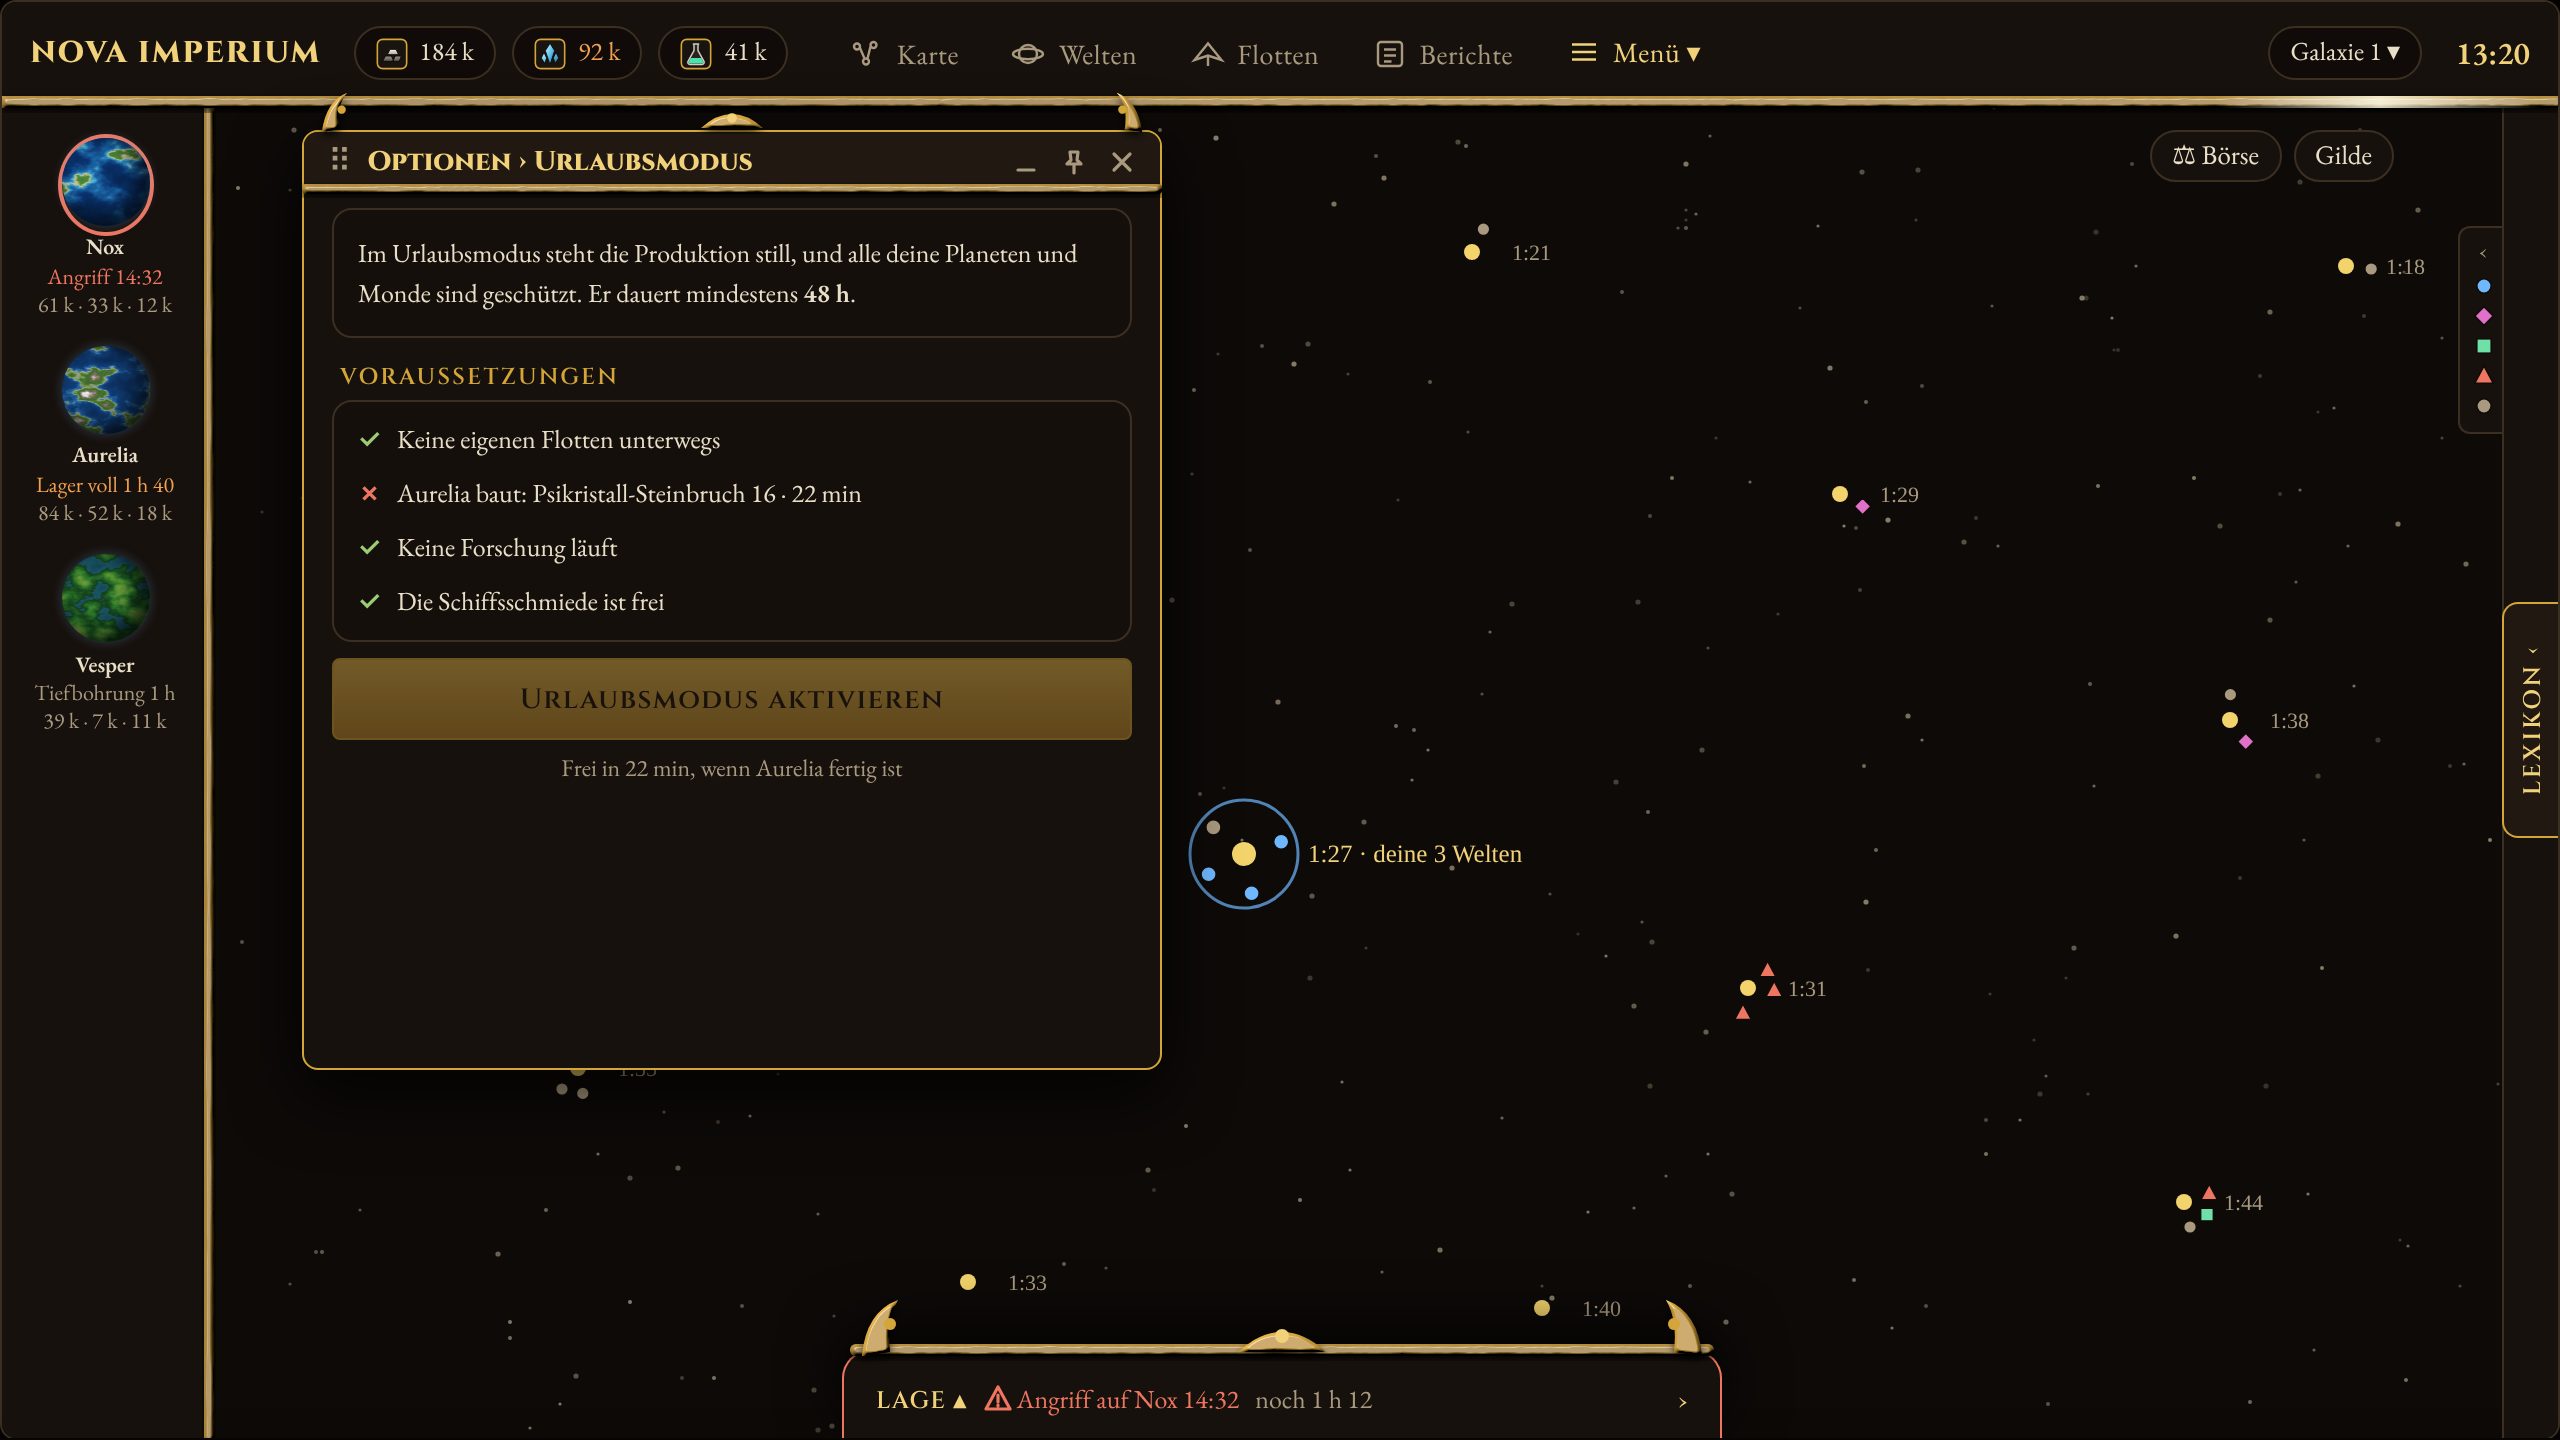 NOVA IMPERIUM
184 k
92 k
41 k
Karte
Welten
Flotten
Berichte
Menü ▾
Galaxie 1 ▾
13:20
Nox
Angriff 14:32
61 k · 33 k · 12 k
Aurelia
Lager voll 1 h 40
84 k · 52 k · 18 k
Vesper
Tiefbohrung 1 h
39 k · 7 k · 11 k
Optionen › Urlaubsmodus
Im Urlaubsmodus steht die Produktion still, und alle deine Planeten und
Monde sind geschützt. Er dauert mindestens 48 h.
VORAUSSETZUNGEN
Keine eigenen Flotten unterwegs
Aurelia baut: Psikristall-Steinbruch 16 · 22 min
Keine Forschung läuft
Die Schiffsschmiede ist frei
Urlaubsmodus aktivieren
Frei in 22 min, wenn Aurelia fertig ist
Börse
Gilde
1:21
1:18
1:29
1:38
1:27 · deine 3 Welten
1:31
1:44
1:33
1:40
LEXIKON ›
LAGE ▴ Angriff auf Nox 14:32 noch 1 h 12 ›